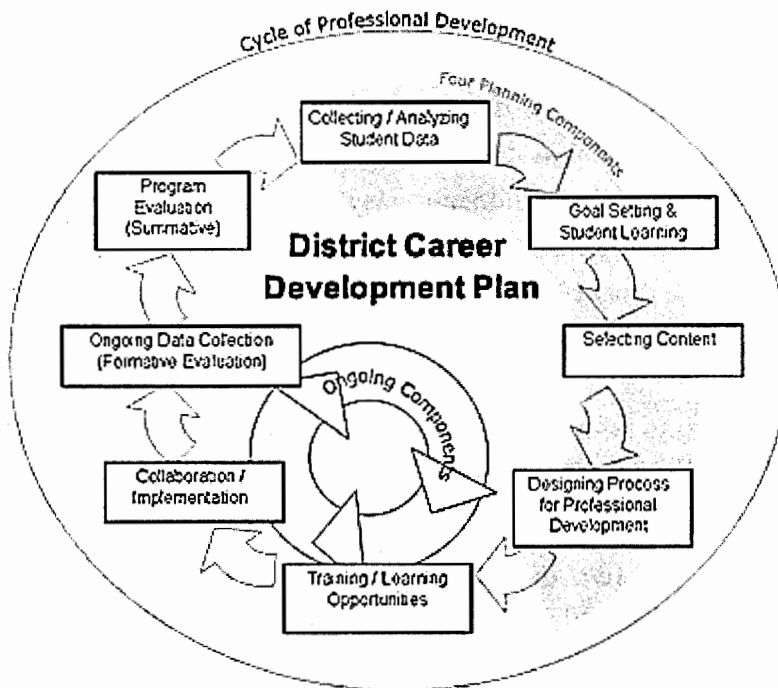 Cycle of Professional Development
Four Planning Components
Collecting / Analyzing
Student Data
Goal Setting &
Student Learning
Selecting Content
Designing Process
for Professional
Development
Training / Learning
Opportunities
Collaboration /
Implementation
Ongoing Data Collection
(Formative Evaluation)
Program
Evaluation
(Summative)
District Career
Development Plan
Ongoing Components